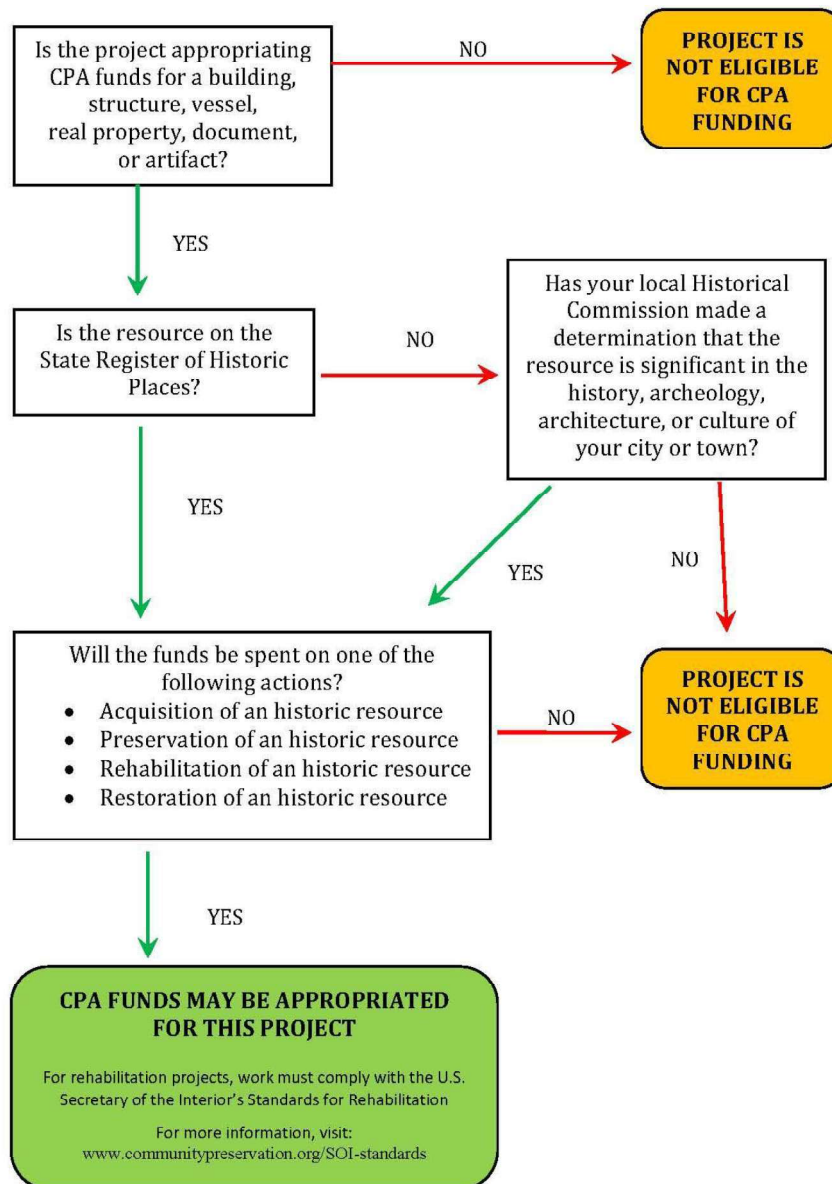 Is the project appropriating
CPA funds for a building,
structure, vessel,
real property, document,
or artifact?
NO
PROJECT IS
NOT ELIGIBLE
FOR CPA
FUNDING
YES
Is the resource on the
State Register of Historic
Places?
NO
Has your local Historical
Commission made a
determination that the
resource is significant in the
history, archeology,
architecture, or culture of
your city or town?
YES
YES
NO
Will the funds be spent on one of the
following actions?
• Acquisition of an historic resource
• Preservation of an historic resource
• Rehabilitation of an historic resource
• Restoration of an historic resource
NO
PROJECT IS
NOT ELIGIBLE
FOR CPA
FUNDING
YES
CPA FUNDS MAY BE APPROPRIATED
FOR THIS PROJECT
For rehabilitation projects, work must comply with the U.S.
Secretary of the Interior’s Standards for Rehabilitation
For more information, visit:
www.communitypreservation.org/SOI-standards